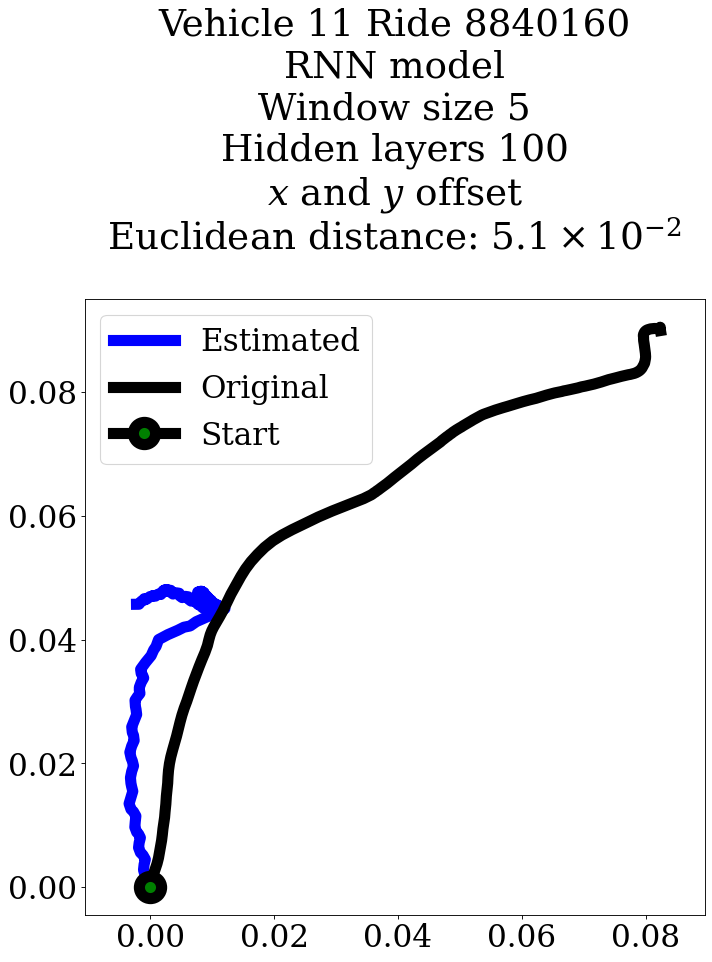 Vehicle 11 Ride 8840160
RNN model
Window size 5
Hidden layers 100
x and y offset
Euclidean distance: 5.1 × 10⁻²
Estimated
Original
Start
0.08
0.06
0.04
0.02
0.00
0.00 0.02 0.04 0.06 0.08